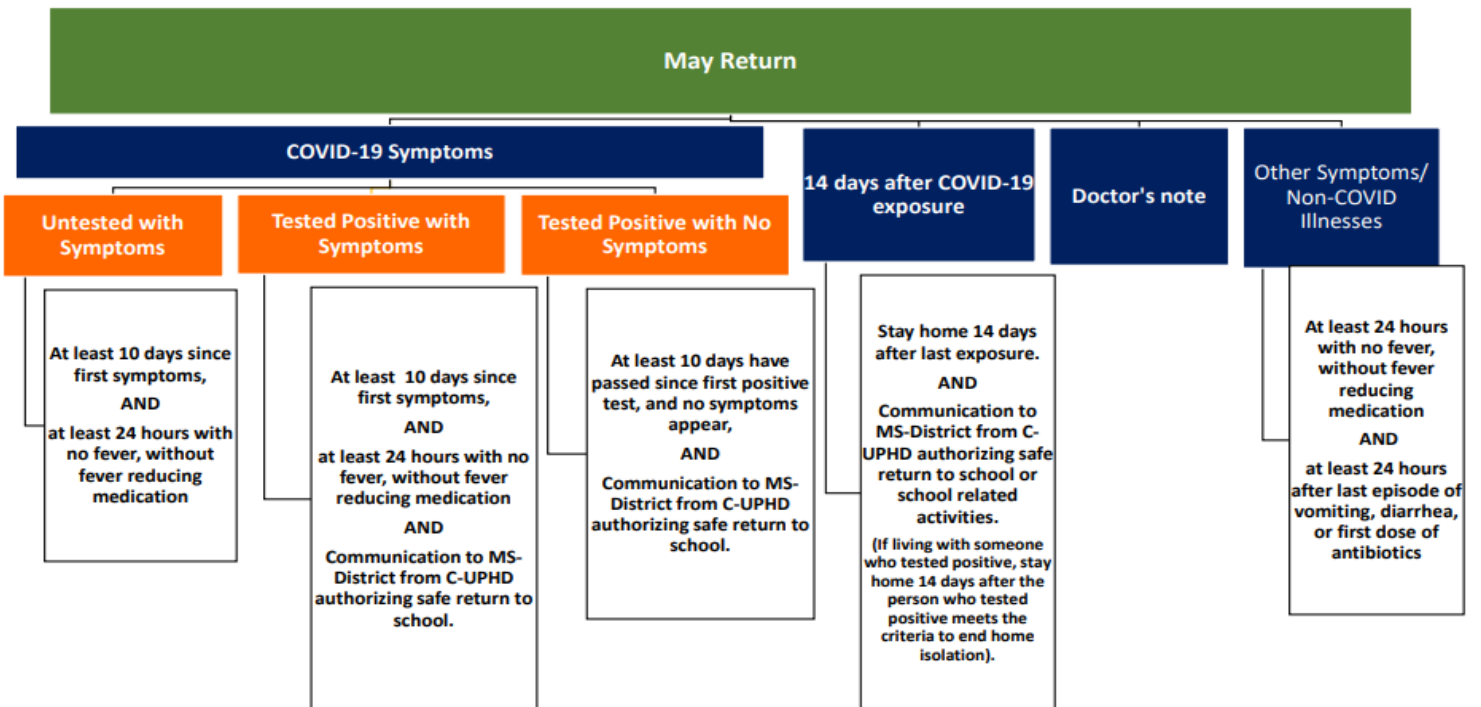 May Return
COVID-19 Symptoms
Untested with
Symptoms
At least 10 days since
first symptoms,
AND
at least 24 hours with
no fever, without
fever reducing
medication
Tested Positive with
Symptoms
At least 10 days since
first symptoms,
AND
at least 24 hours with no
fever, without fever
reducing medication
AND
Communication to MS-
District from C-UPHD
authorizing safe return to
school.
Tested Positive with No
Symptoms
At least 10 days have
passed since first positive
test, and no symptoms
appear,
AND
Communication to MS-
District from C-UPHD
authorizing safe return to
school.
14 days after COVID-19
exposure
Stay home 14 days
after last exposure.
AND
Communication to
MS-District from C-
UPHD authorizing safe
return to school or
school related
activities.
(If living with someone
who tested positive, stay
home 14 days after the
person who tested
positive meets the
criteria to end home
isolation).
Doctor's note
Other Symptoms/
Non-COVID
Illnesses
At least 24 hours
with no fever,
without fever
reducing
medication
AND
at least 24 hours
after last episode of
vomiting, diarrhea,
or first dose of
antibiotics